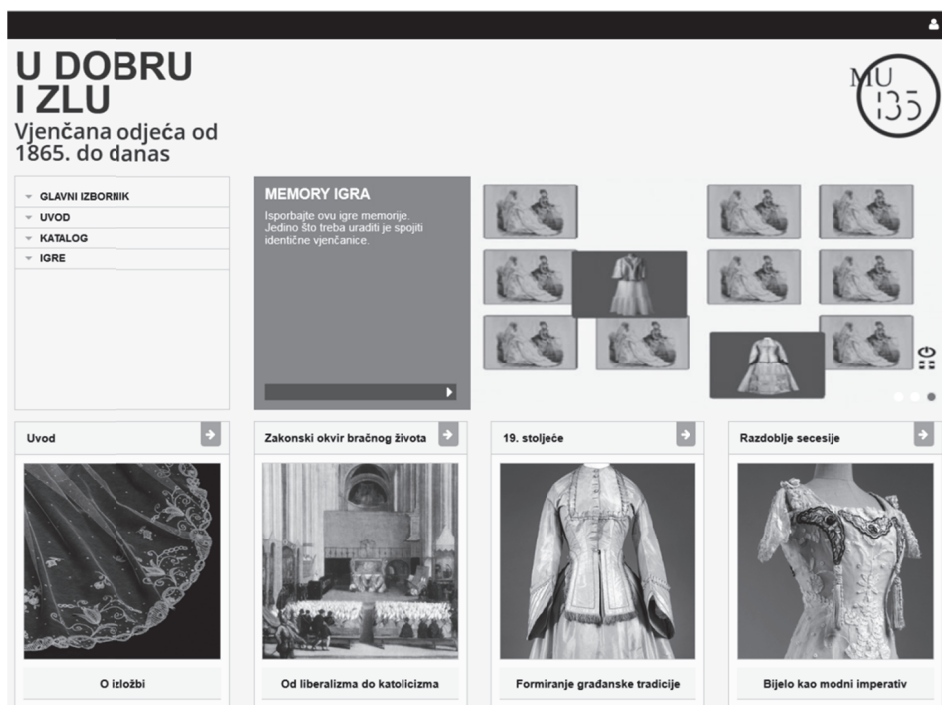 U DOBRU
I ZLU
Vjenčana odjeća od
1865. do danas
MU
135
GLAVNI IZBORNIK
UVOD
KATALOG
IGRE
MEMORY IGRA
Isporbajte ovu igre memorije.
Jedino što treba uraditi je spojiti
identične vjenčanice.
Uvod
Zakonski okvir bračnog života
19. stoljeće
Razdoblje secesije
O izložbi
Od liberalizma do katolicizma
Formiranje građanske tradicije
Bijelo kao modni imperativ